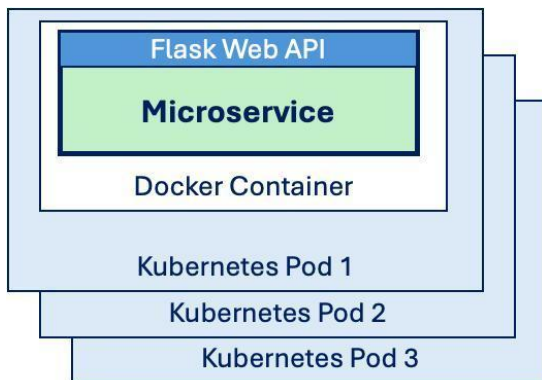 Flask Web API
Microservice
Docker Container
Kubernetes Pod 1
Kubernetes Pod 2
Kubernetes Pod 3